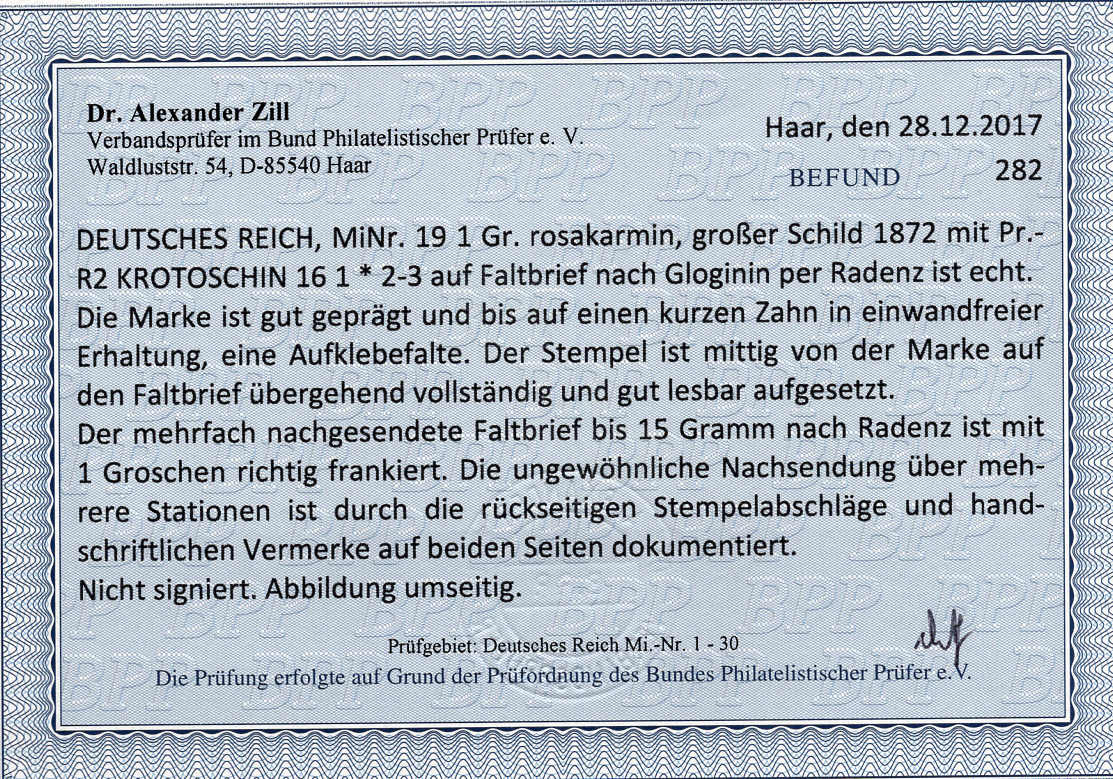 Dr. Alexander Zill
Verbandsprüfer im Bund Philatelistischer Prüfer e. V.
Waldluststr. 54, D-85540 Haar
Haar, den 28.12.2017
BEFUND 282
DEUTSCHES REICH, MiNr. 19 1 Gr. rosakarmin, großer Schild 1872 mit Pr.-
R2 KROTOSCHIN 16 1 * 2-3 auf Faltbrief nach Gloginin per Radenz ist echt.
Die Marke ist gut geprägt und bis auf einen kurzen Zahn in einwandfreier
Erhaltung, eine Aufklebefalte. Der Stempel ist mittig von der Marke auf
den Faltbrief übergehend vollständig und gut lesbar aufgesetzt.
Der mehrfach nachgesendete Faltbrief bis 15 Gramm nach Radenz ist mit
1 Groschen richtig frankiert. Die ungewöhnliche Nachsendung über meh-
rere Stationen ist durch die rückseitigen Stempelabschläge und hand-
schriftlichen Vermerke auf beiden Seiten dokumentiert.
Nicht signiert. Abbildung umseitig.
Prüfgebiet: Deutsches Reich Mi.-Nr. 1 - 30
Die Prüfung erfolgte auf Grund der Prüfordnung des Bundes Philatelistischer Prüfer e.V.